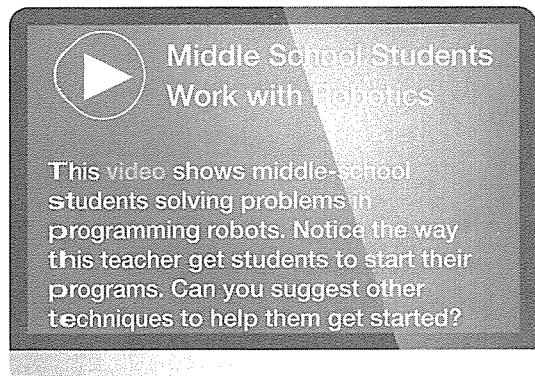 Middle School Students
Work with Robotics
This video shows middle-school
students solving problems in
programming robots. Notice the way
this teacher get students to start their
programs. Can you suggest other
techniques to help them get started?